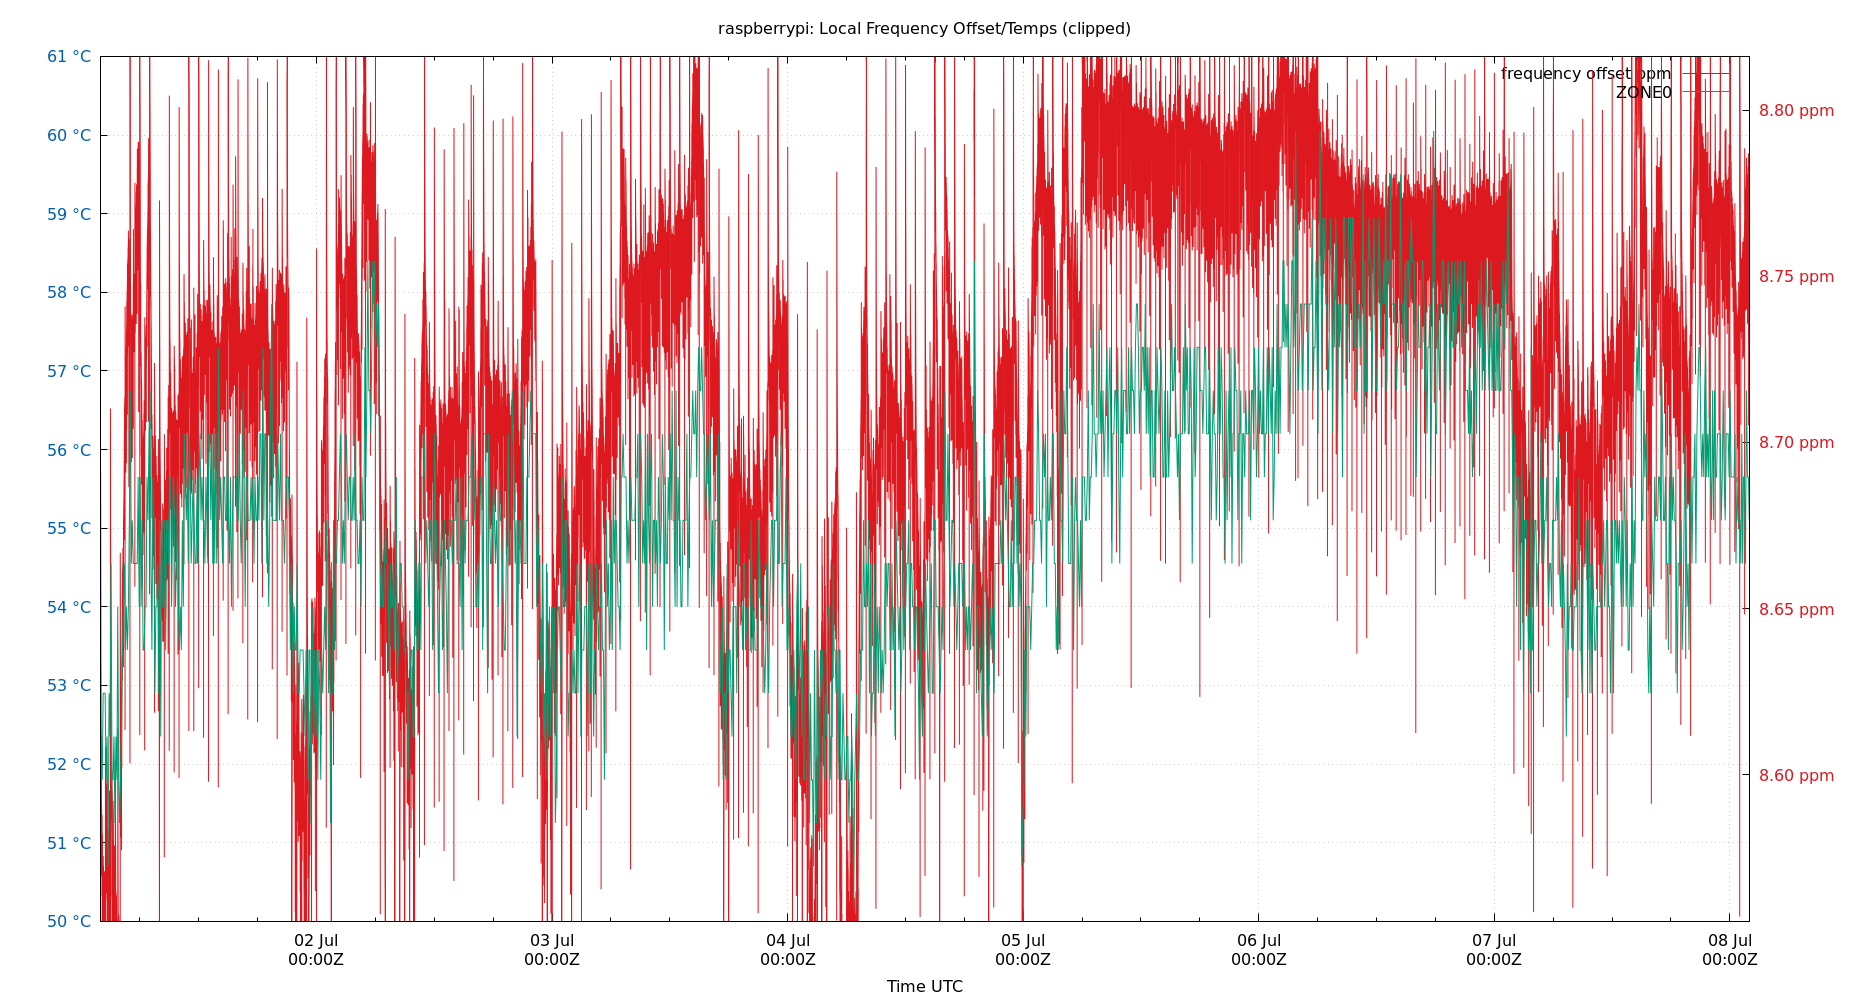 raspberrypi: Local Frequency Offset/Temps (clipped)
61 °C
60 °C
59 °C
58 °C
57 °C
56 °C
55 °C
54 °C
53 °C
52 °C
51 °C
50 °C
frequency offset ppm
ZONE0
8.80 ppm
8.75 ppm
8.70 ppm
8.65 ppm
8.60 ppm
02 Jul
00:00Z
03 Jul
00:00Z
04 Jul
00:00Z
05 Jul
00:00Z
06 Jul
00:00Z
07 Jul
00:00Z
08 Jul
00:00Z
Time UTC